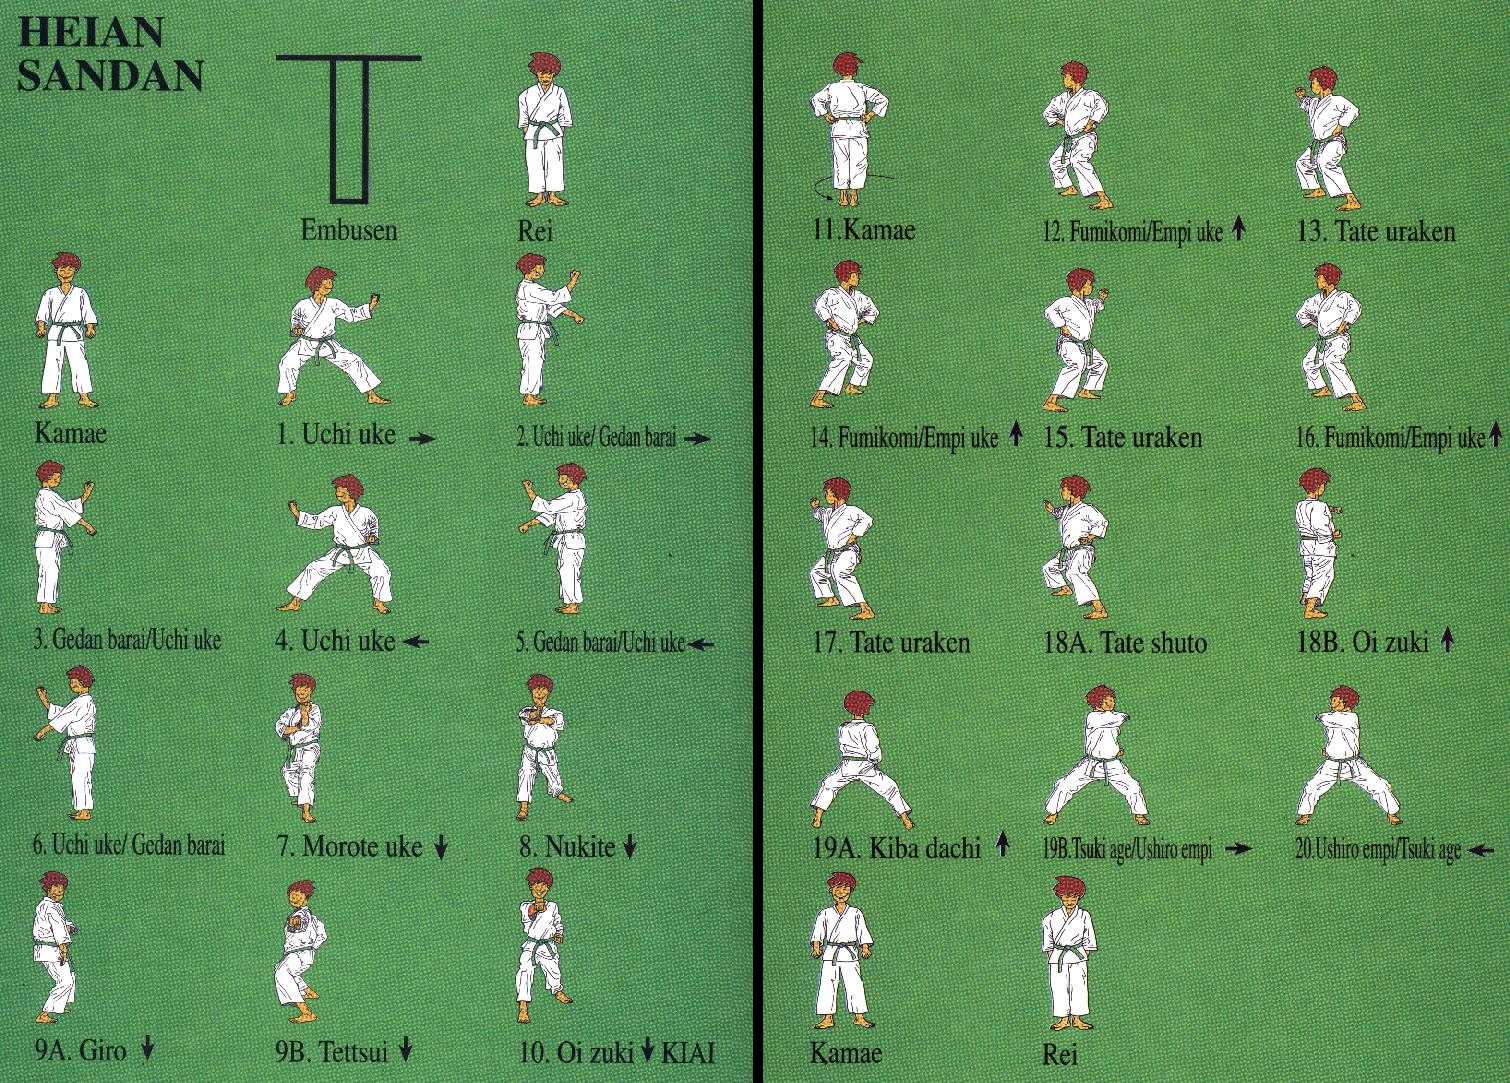 HEIAN
SANDAN
Embusen
Rei
Kamae
1. Uchi uke
2. Uchi uke/ Gedan barai
3. Gedan barai/Uchi uke
4. Uchi uke
5. Gedan barai/Uchi uke
6. Uchi uke/ Gedan barai
7. Morote uke
8. Nukite
9A. Giro
9B. Tettsui
10. Oi zuki KIAI
11.Kamae
12. Fumikomi/Empi uke
13. Tate uraken
14. Fumikomi/Empi uke
15. Tate uraken
16. Fumikomi/Empi uke
17. Tate uraken
18A. Tate shuto
18B. Oi zuki
19A. Kiba dachi
19B.Tsuki age/Ushiro empi
20.Ushiro empi/Tsuki age
Kamae
Rei